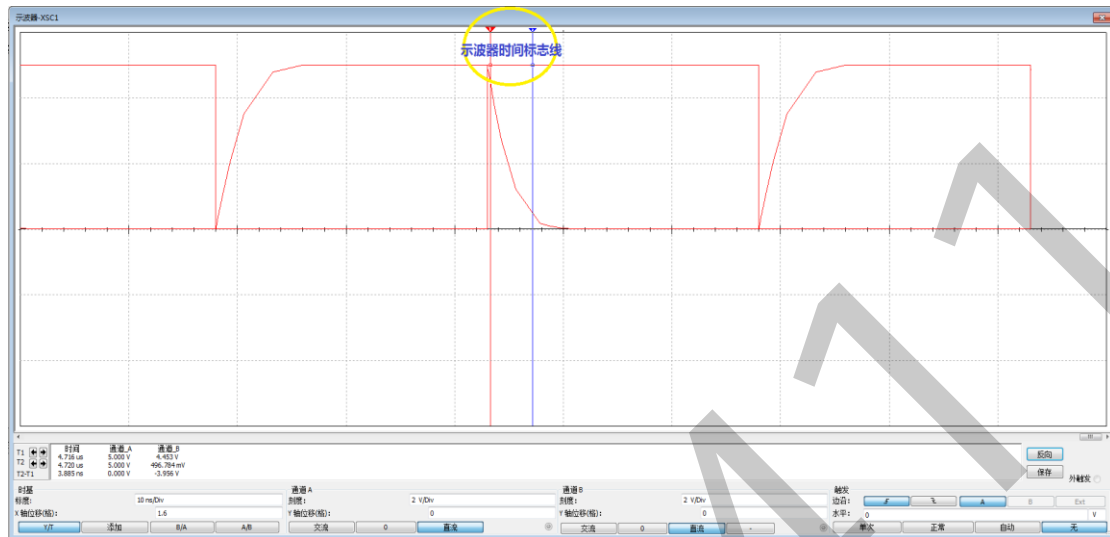 示波器-XSC1
示波器时间标志线
T1 时间 通道_A 通道_B
4.716 us 5.000 V 4.453 V
T2 4.720 us 5.000 V 496.784 mV
T2-T1 3.885 ns 0.000 V -3.956 V
反向
保存
外触发
时基 通道 A 通道 B 触发
标度: 10 ns/Div 刻度: 2 V/Div 刻度: 2 V/Div 边沿: A B Ext
X 轴位移(格): 1.6 Y 轴位移(格): 0 Y 轴位移(格): 0 水平: 0 V
Y/T 添加 B/A A/B 交流 0 直流 交流 0 直流 - 单次 正常 自动 无